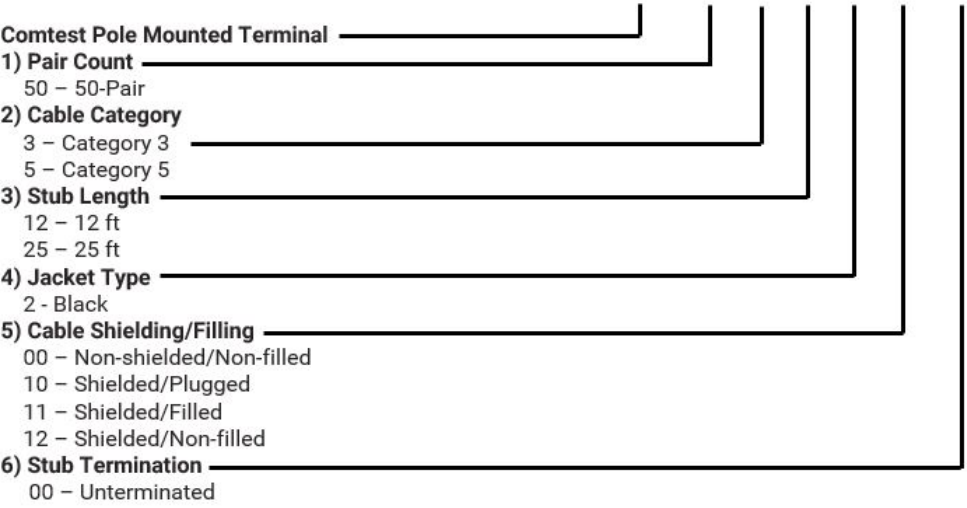 Comtest Pole Mounted Terminal
1) Pair Count
50 – 50-Pair
2) Cable Category
3 – Category 3
5 – Category 5
3) Stub Length
12 – 12 ft
25 – 25 ft
4) Jacket Type
2 - Black
5) Cable Shielding/Filling
00 – Non-shielded/Non-filled
10 – Shielded/Plugged
11 – Shielded/Filled
12 – Shielded/Non-filled
6) Stub Termination
00 – Unterminated